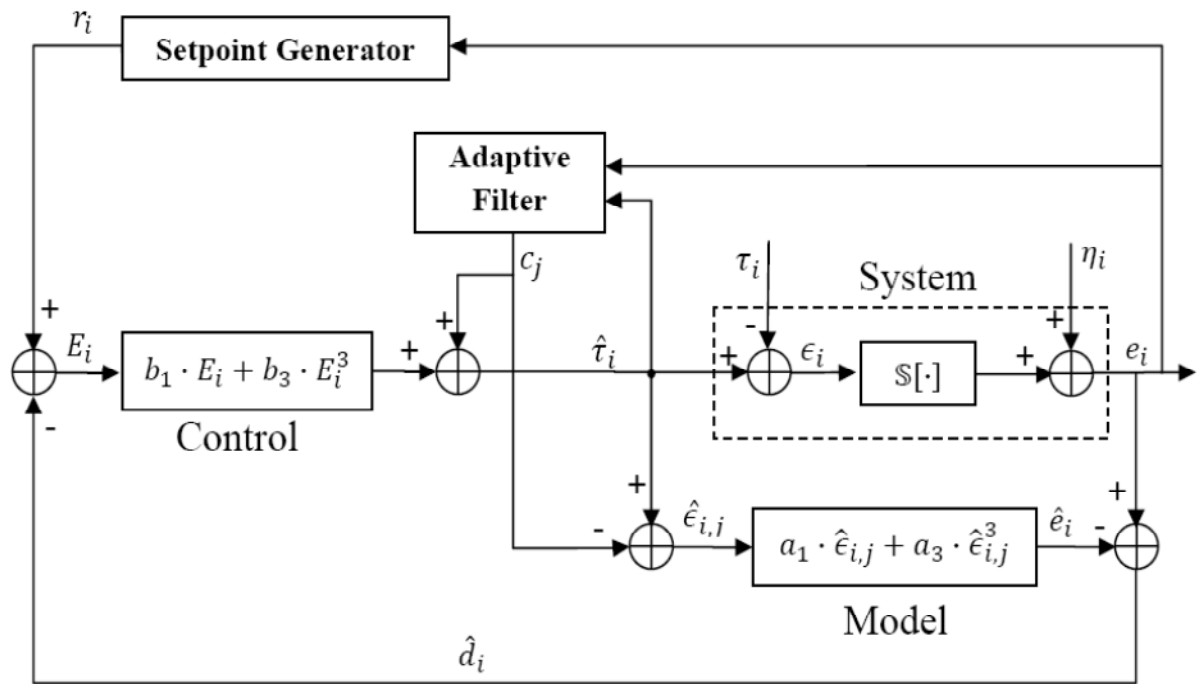 r_i
Setpoint Generator
Adaptive
Filter
c_j
τ_i
η_i
System
+
+
-
+
E_i
b_1 · E_i + b_3 · E_i^3
+
τ̂_i
+
ϵ_i
𝕊[·]
+
e_i
-
Control
+
+
-
ϵ̂_{i,j}
a_1 · ϵ̂_{i,j} + a_3 · ϵ̂_{i,j}^3
ê_i
-
Model
d̂_i